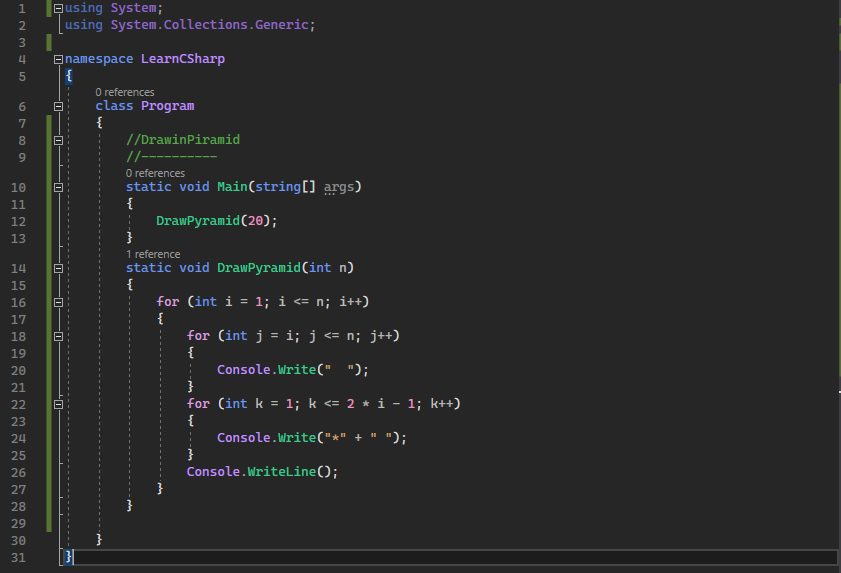 1 using System;
2 using System.Collections.Generic;
3
4 namespace LearnCSharp
5 {
0 references
6 class Program
7 {
8 //DrawinPiramid
9 //----------
0 references
10 static void Main(string[] args)
11 {
12 DrawPyramid(20);
13 }
1 reference
14 static void DrawPyramid(int n)
15 {
16 for (int i = 1; i <= n; i++)
17 {
18 for (int j = i; j <= n; j++)
19 {
20 Console.Write("  ");
21 }
22 for (int k = 1; k <= 2 * i - 1; k++)
23 {
24 Console.Write("*" + " ");
25 }
26 Console.WriteLine();
27 }
28 }
29
30 }
31 }